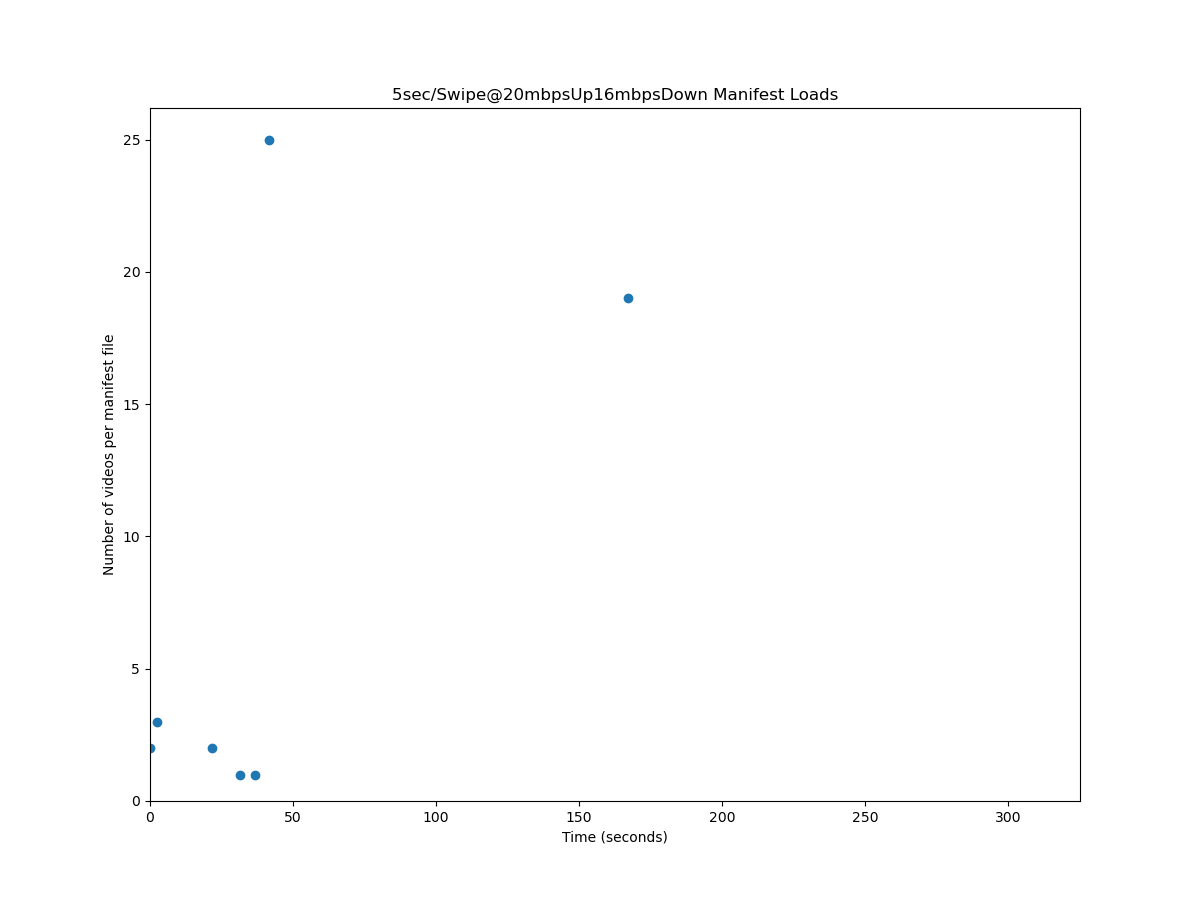 5sec/Swipe@20mbpsUp16mbpsDown Manifest Loads
25
20
15
10
5
0
Number of videos per manifest file
0 50 100 150 200 250 300
Time (seconds)